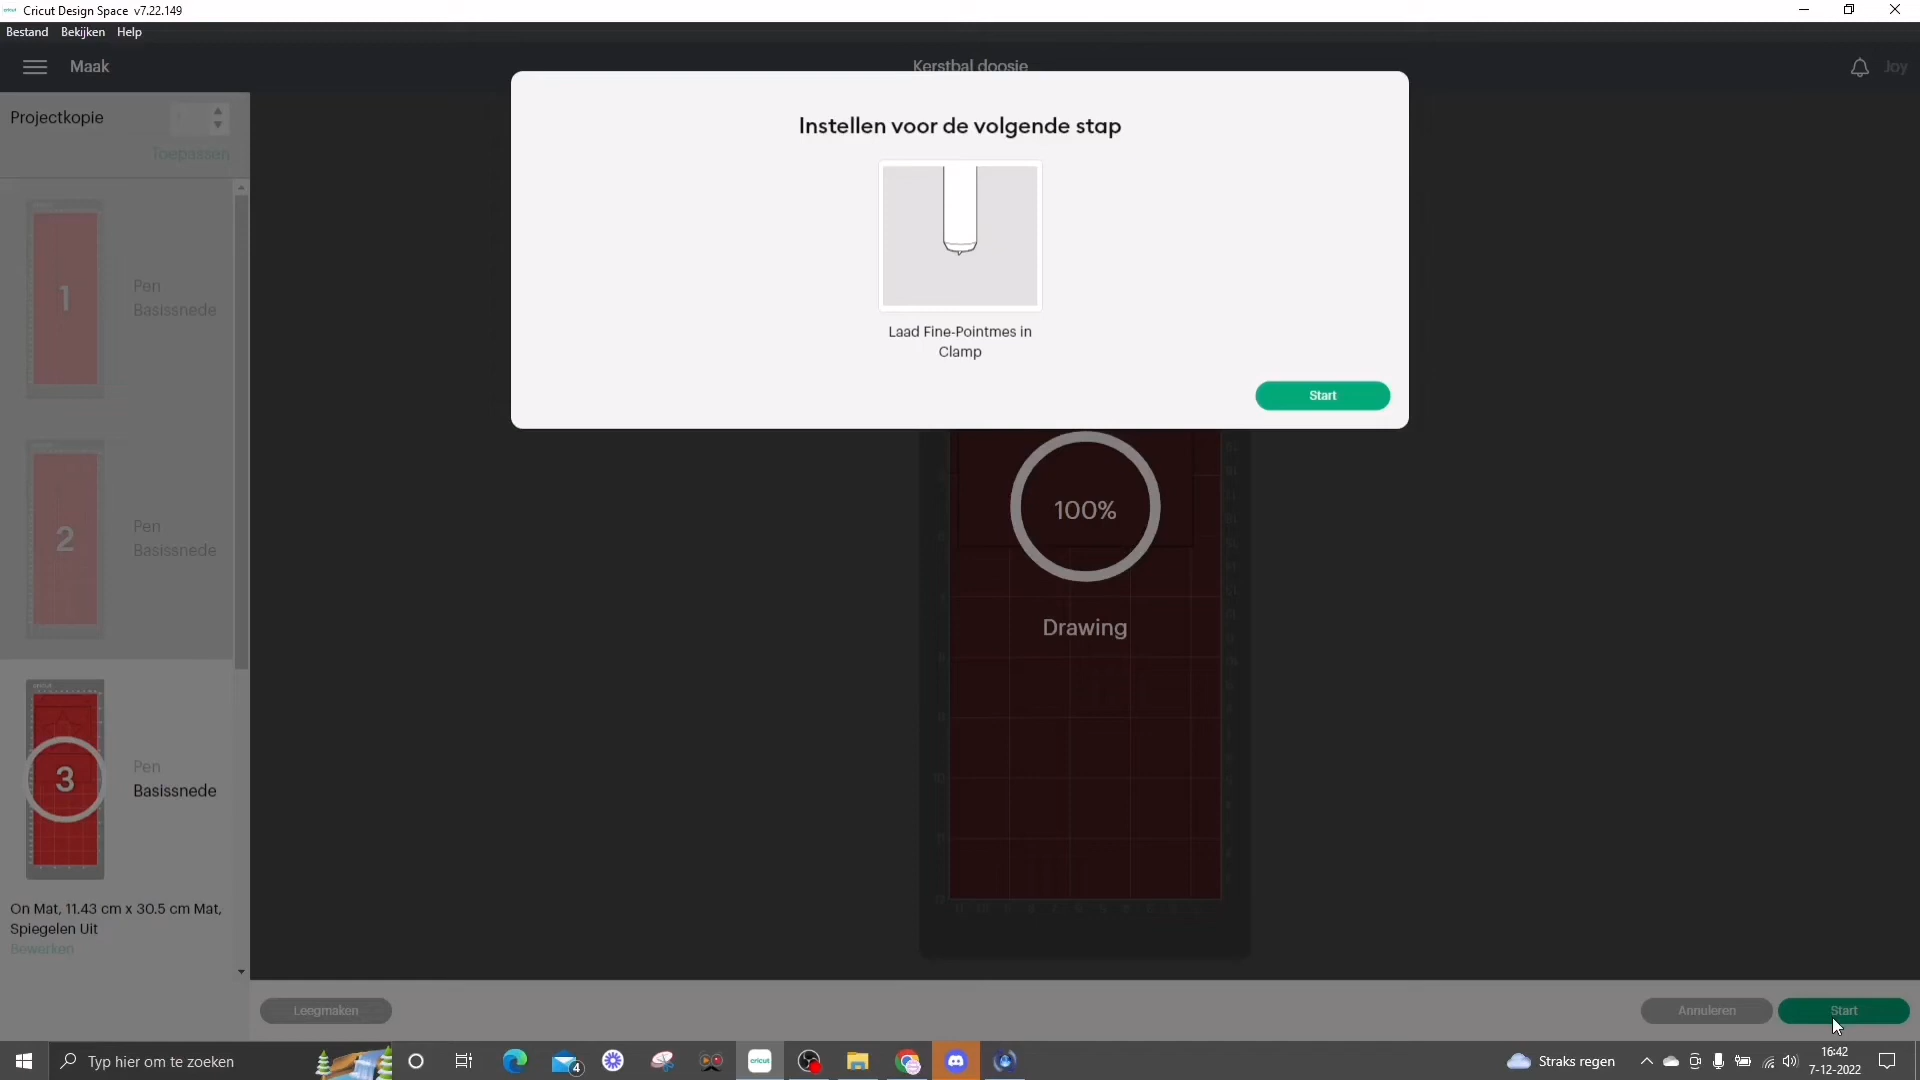 Cricut Design Space v7.22.149
Bestand Bekijken Help
Maak
Kerstbal doosje
Joy
Projectkopie
Toepassen
Instellen voor de volgende stap
Laad Fine-Pointmes in
Clamp
Start
1
Pen
Basissnede
2
Pen
Basissnede
100%
Drawing
3
Pen
Basissnede
On Mat, 11.43 cm x 30.5 cm Mat,
Spiegelen Uit
Bewerken
Leegmaken
Annuleren
Start
Typ hier om te zoeken
4
cricut
Straks regen
16:42
7-12-2022